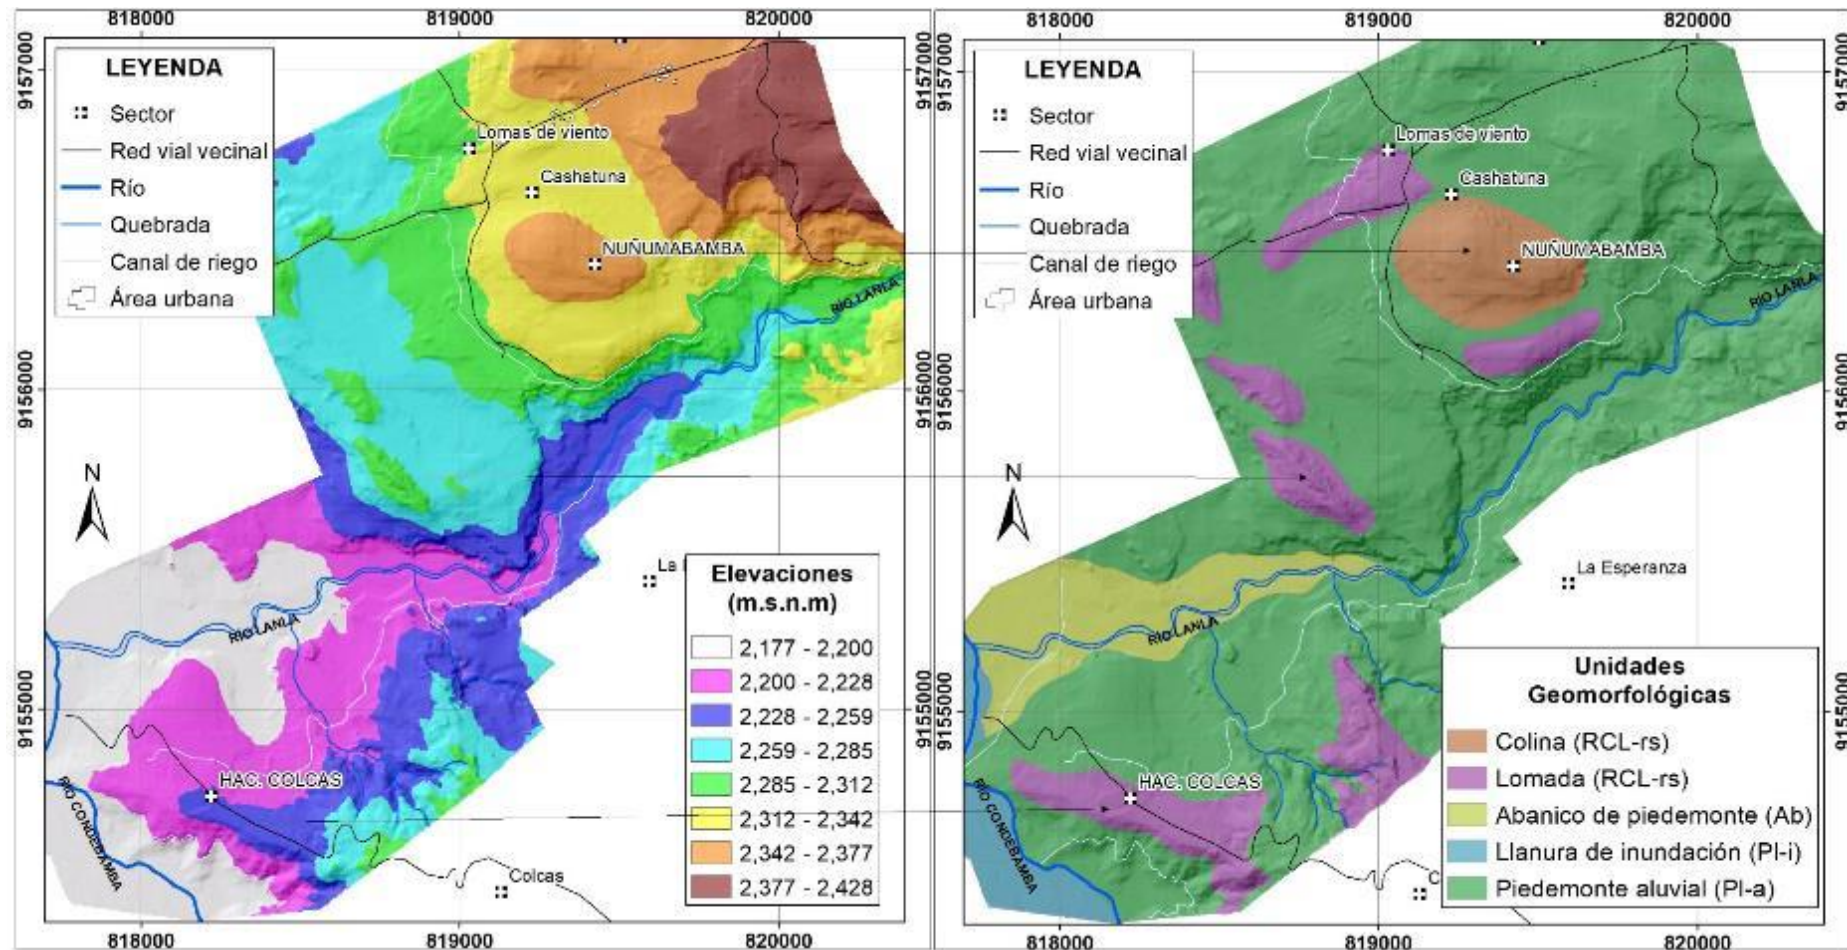 818000
819000
820000
9157000
9156000
9155000
LEYENDA
Sector
Red vial vecinal
Río
Quebrada
Canal de riego
Área urbana
Lomas de viento
Cashatuna
NUÑUMABAMBA
RÍO LANLA
N
La
RÍO LANLA
HAC. COLCAS
RÍO CONDEBAMBA
Colcas
Elevaciones
(m.s.n.m)
2,177 - 2,200
2,200 - 2,228
2,228 - 2,259
2,259 - 2,285
2,285 - 2,312
2,312 - 2,342
2,342 - 2,377
2,377 - 2,428
9157000
9156000
9155000
818000
819000
820000
818000
819000
820000
LEYENDA
Sector
Red vial vecinal
Río
Quebrada
Canal de riego
Área urbana
Lomas de viento
Cashatuna
NUÑUMABAMBA
RÍO LANLA
N
La Esperanza
RÍO LANLA
HAC. COLCAS
RÍO CONDEBAMBA
C
Unidades
Geomorfológicas
Colina (RCL-rs)
Lomada (RCL-rs)
Abanico de piedemonte (Ab)
Llanura de inundación (Pl-i)
Piedemonte aluvial (Pl-a)
9157000
9156000
9155000
818000
819000
820000